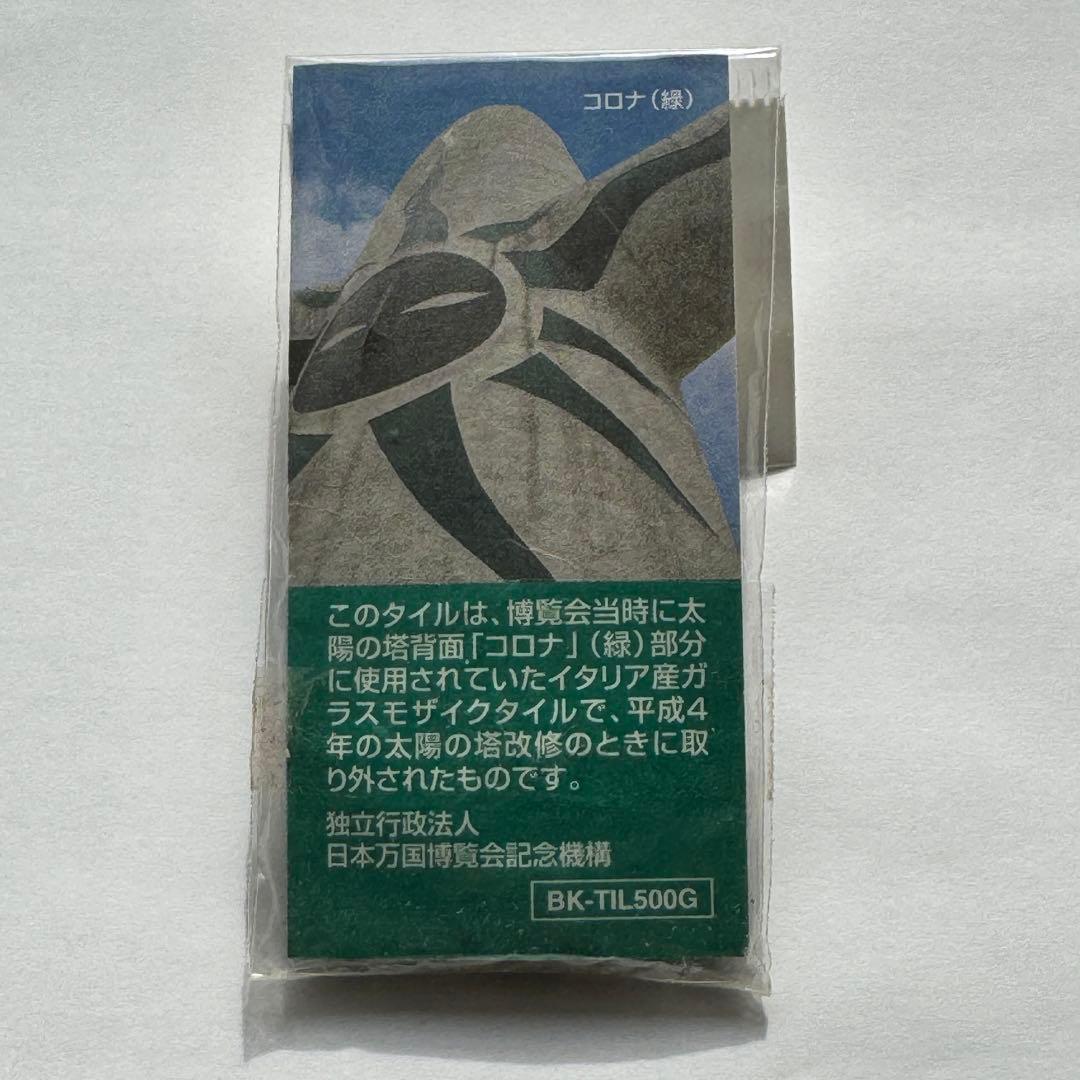 コロナ（緑）
このタイルは、博覧会当時に太
陽の塔背面「コロナ」（緑）部分
に使用されていたイタリア産ガ
ラスモザイクタイルで、平成4
年の太陽の塔改修のときに取
り外されたものです。
独立行政法人
日本万国博覧会記念機構
BK-TIL500G